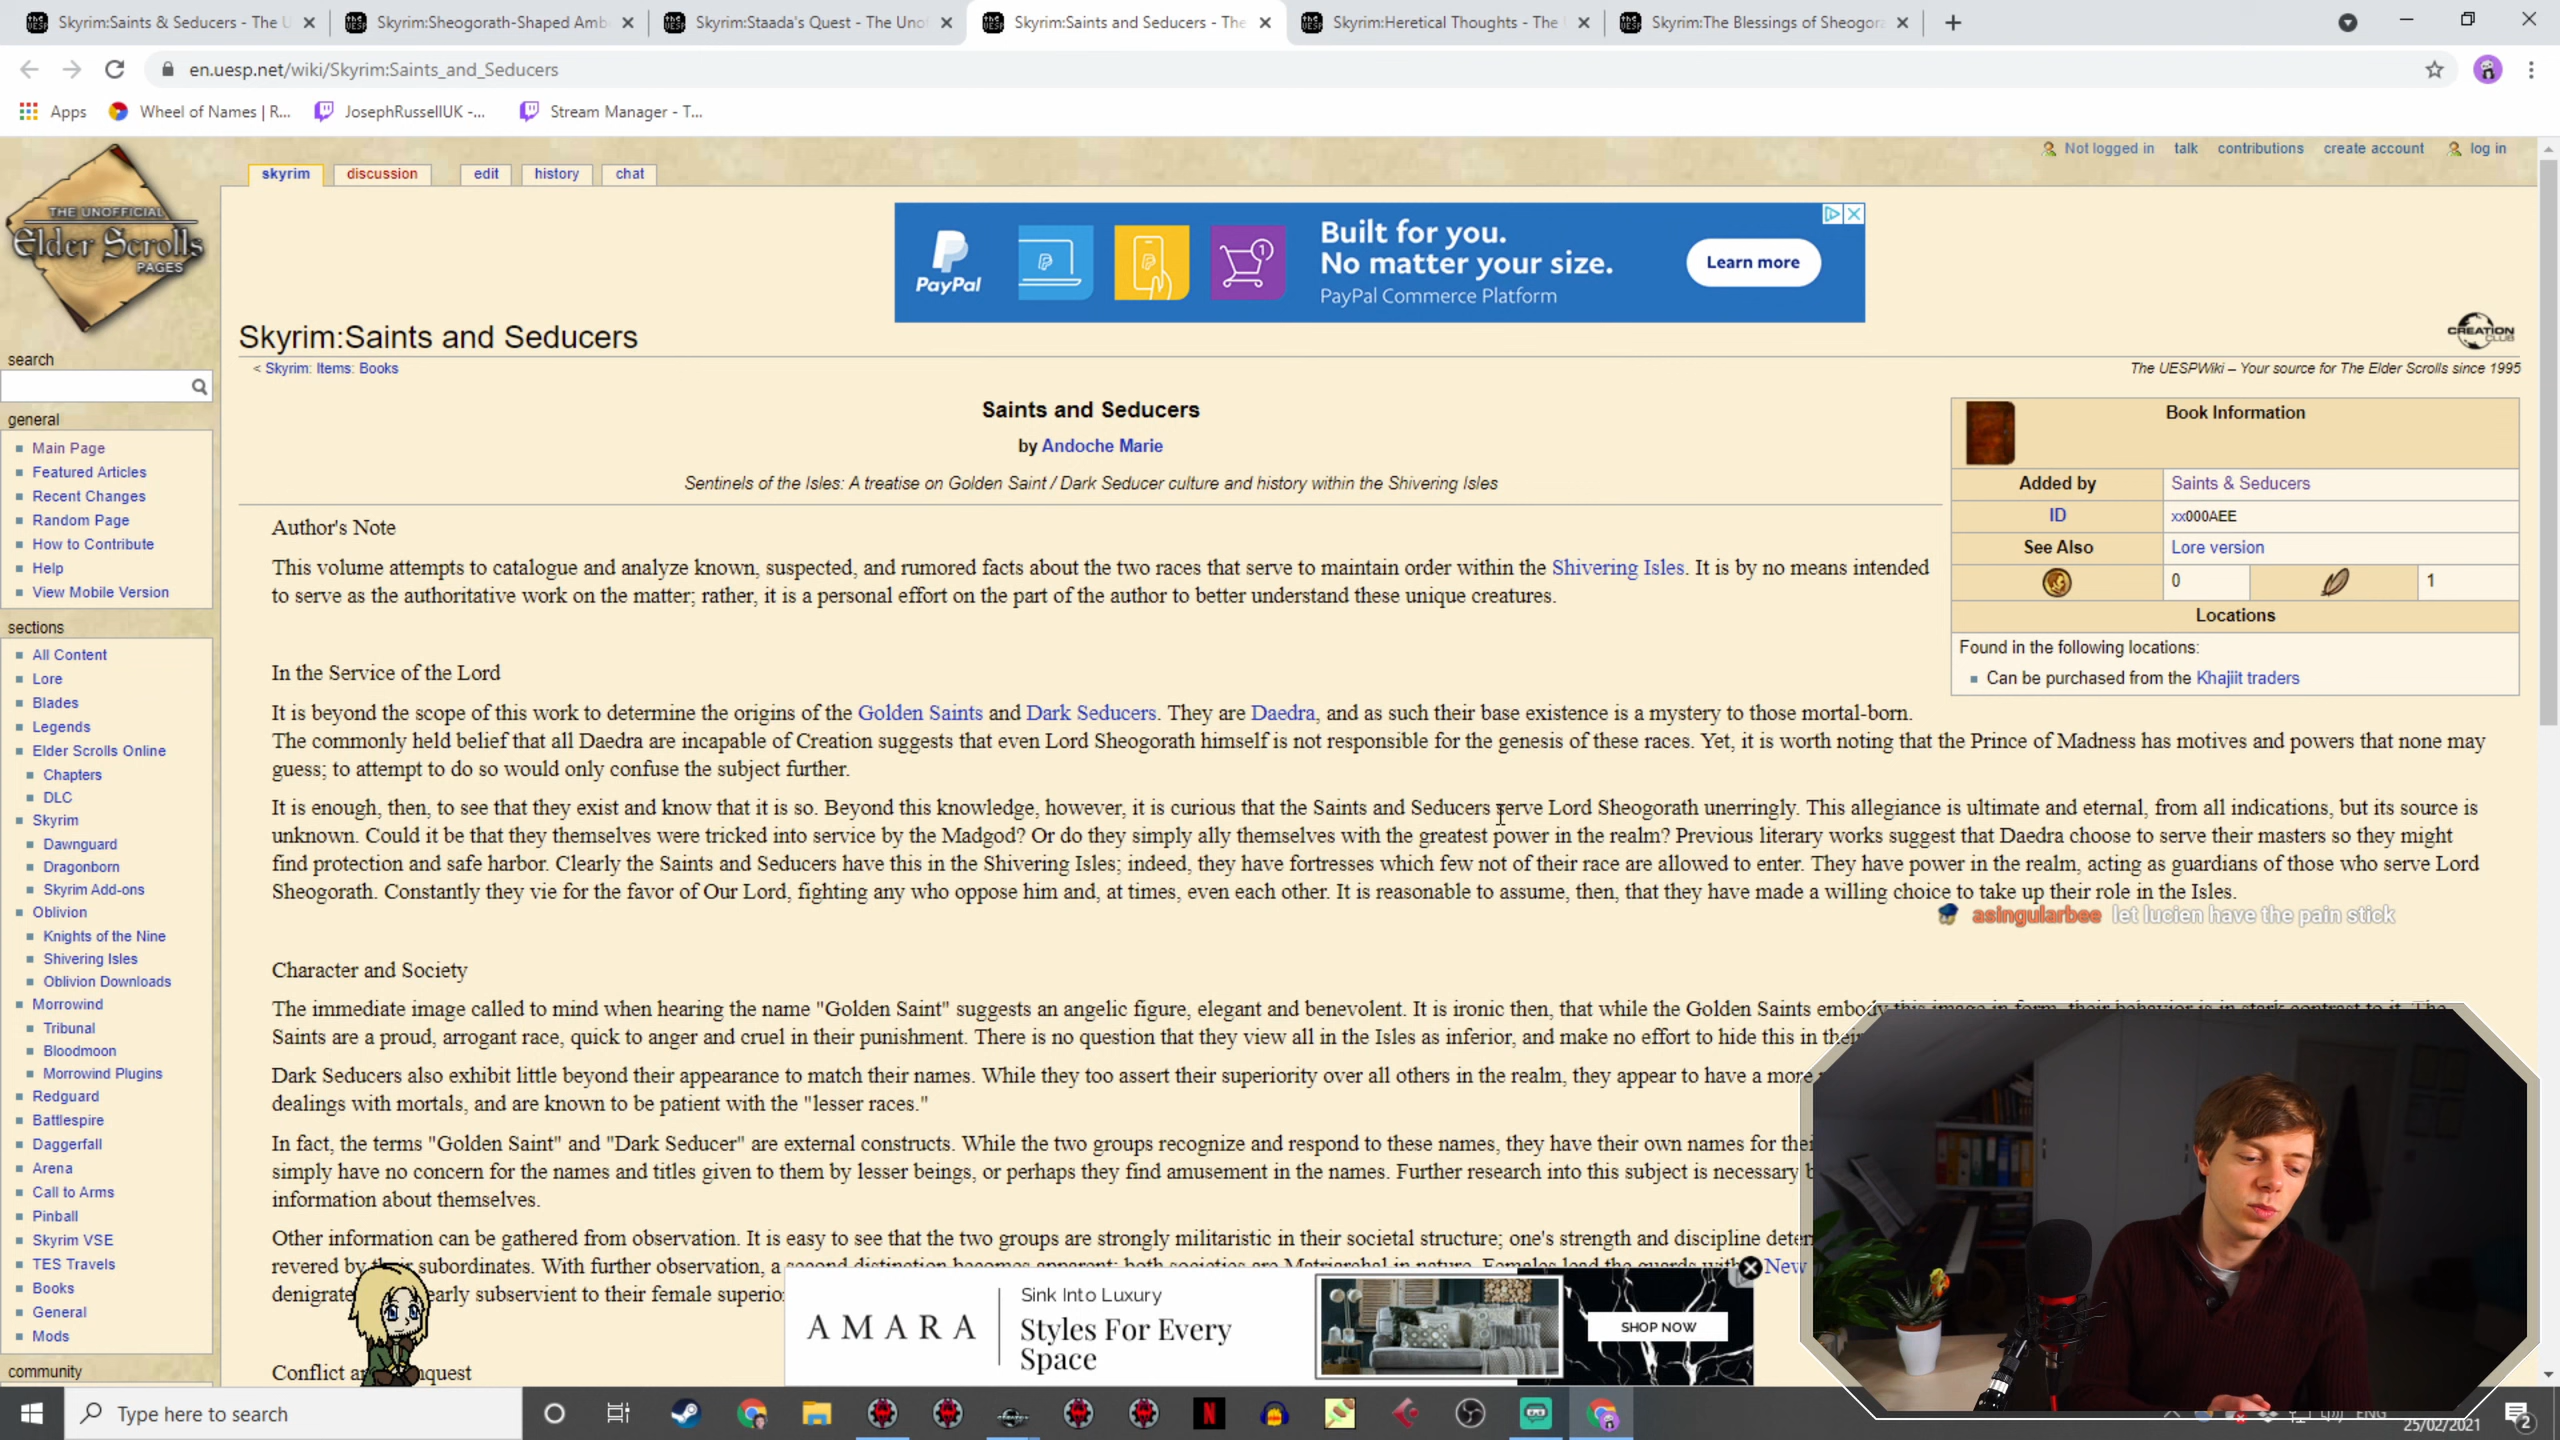 Skyrim:Saints & Seducers - The U
Skyrim:Sheogorath-Shaped Amb
Skyrim:Staada's Quest - The Uno
Skyrim:Saints and Seducers - The
Skyrim:Heretical Thoughts - The
Skyrim:The Blessings of Sheogora
en.uesp.net/wiki/Skyrim:Saints_and_Seducers
Apps
Wheel of Names | R...
JosephRussellUK -...
Stream Manager - T...
Not logged in talk contributions create account log in
skyrim discussion edit history chat
THE UNOFFICIAL
Elder Scrolls
PAGES
PayPal
Built for you.
No matter your size.
PayPal Commerce Platform
Learn more
Skyrim:Saints and Seducers
CREATION
CLUB
< Skyrim: Items: Books
The UESPWiki – Your source for The Elder Scrolls since 1995
search
general
Main Page
Featured Articles
Recent Changes
Random Page
How to Contribute
Help
View Mobile Version
sections
All Content
Lore
Blades
Legends
Elder Scrolls Online
Chapters
DLC
Skyrim
Dawnguard
Dragonborn
Skyrim Add-ons
Oblivion
Knights of the Nine
Shivering Isles
Oblivion Downloads
Morrowind
Tribunal
Bloodmoon
Morrowind Plugins
Redguard
Battlespire
Daggerfall
Arena
Call to Arms
Pinball
Skyrim VSE
TES Travels
Books
General
Mods
community
Saints and Seducers
by Andoche Marie
Sentinels of the Isles: A treatise on Golden Saint / Dark Seducer culture and history within the Shivering Isles
Book Information
Added by Saints & Seducers
ID xx000AEE
See Also Lore version
0 1
Locations
Found in the following locations:
Can be purchased from the Khajiit traders
Author's Note
This volume attempts to catalogue and analyze known, suspected, and rumored facts about the two races that serve to maintain order within the Shivering Isles. It is by no means intended
to serve as the authoritative work on the matter; rather, it is a personal effort on the part of the author to better understand these unique creatures.
In the Service of the Lord
It is beyond the scope of this work to determine the origins of the Golden Saints and Dark Seducers. They are Daedra, and as such their base existence is a mystery to those mortal-born.
The commonly held belief that all Daedra are incapable of Creation suggests that even Lord Sheogorath himself is not responsible for the genesis of these races. Yet, it is worth noting that the Prince of Madness has motives and powers that none may
guess; to attempt to do so would only confuse the subject further.
It is enough, then, to see that they exist and know that it is so. Beyond this knowledge, however, it is curious that the Saints and Seducers serve Lord Sheogorath unerringly. This allegiance is ultimate and eternal, from all indications, but its source is
unknown. Could it be that they themselves were tricked into service by the Madgod? Or do they simply ally themselves with the greatest power in the realm? Previous literary works suggest that Daedra choose to serve their masters so they might
find protection and safe harbor. Clearly the Saints and Seducers have this in the Shivering Isles; indeed, they have fortresses which few not of their race are allowed to enter. They have power in the realm, acting as guardians of those who serve Lord
Sheogorath. Constantly they vie for the favor of Our Lord, fighting any who oppose him and, at times, even each other. It is reasonable to assume, then, that they have made a willing choice to take up their role in the Isles.
asingularbee let lucien have the pain stick
Character and Society
The immediate image called to mind when hearing the name "Golden Saint" suggests an angelic figure, elegant and benevolent. It is ironic then, that while the Golden Saints embody this image in form, their behavior is in stark contrast to it. The
Saints are a proud, arrogant race, quick to anger and cruel in their punishment. There is no question that they view all in the Isles as inferior, and make no effort to hide this in their
Dark Seducers also exhibit little beyond their appearance to match their names. While they too assert their superiority over all others in the realm, they appear to have a more
dealings with mortals, and are known to be patient with the "lesser races."
In fact, the terms "Golden Saint" and "Dark Seducer" are external constructs. While the two groups recognize and respond to these names, they have their own names for thei
simply have no concern for the names and titles given to them by lesser beings, or perhaps they find amusement in the names. Further research into this subject is necessary b
information about themselves.
Other information can be gathered from observation. It is easy to see that the two groups are strongly militaristic in their societal structure; one's strength and discipline deter
revered by their subordinates. With further observation, a second distinction becomes apparent: both societies are Matriarchal in nature. Females lead the guards with New
denigrate early subservient to their female superio
Conflict a nquest
AMARA
Sink Into Luxury
Styles For Every
Space
SHOP NOW
Type here to search
ENG
25/02/2021
2